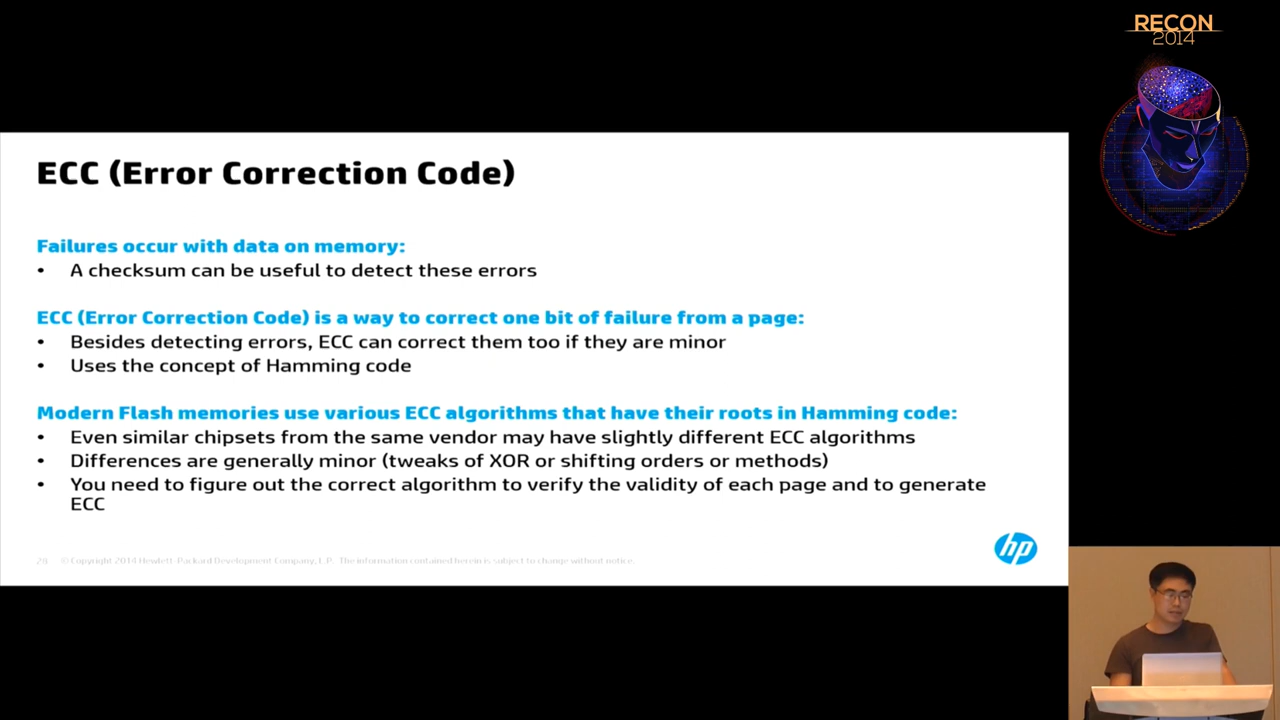 RECON
2014
ECC (Error Correction Code)
Failures occur with data on memory:
• A checksum can be useful to detect these errors
ECC (Error Correction Code) is a way to correct one bit of failure from a page:
• Besides detecting errors, ECC can correct them too if they are minor
• Uses the concept of Hamming code
Modern Flash memories use various ECC algorithms that have their roots in Hamming code:
• Even similar chipsets from the same vendor may have slightly different ECC algorithms
• Differences are generally minor (tweaks of XOR or shifting orders or methods)
• You need to figure out the correct algorithm to verify the validity of each page and to generate
ECC
28 © Copyright 2014 Hewlett-Packard Development Company, L.P. The information contained herein is subject to change without notice.
hp